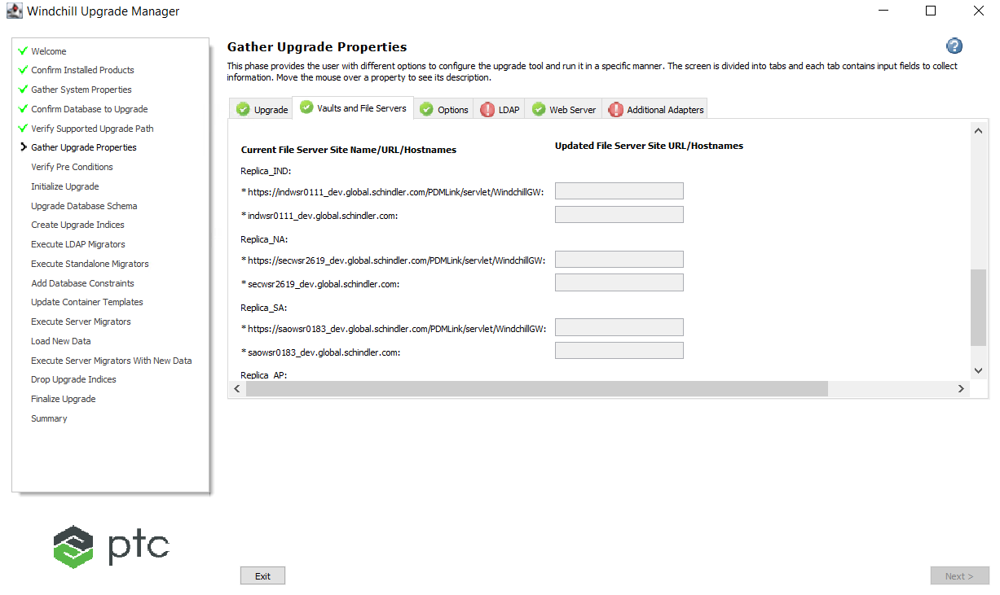 Windchill Upgrade Manager
Welcome
Confirm Installed Products
Gather System Properties
Confirm Database to Upgrade
Verify Supported Upgrade Path
Gather Upgrade Properties
Verify Pre Conditions
Initialize Upgrade
Upgrade Database Schema
Create Upgrade Indices
Execute LDAP Migrators
Execute Standalone Migrators
Add Database Constraints
Update Container Templates
Execute Server Migrators
Load New Data
Execute Server Migrators With New Data
Drop Upgrade Indices
Finalize Upgrade
Summary
ptc
Gather Upgrade Properties
?
This phase provides the user with different options to configure the upgrade tool and run it in a specific manner. The screen is divided into tabs and each tab contains input fields to collect
information. Move the mouse over a property to see its description.
Upgrade Vaults and File Servers Options LDAP Web Server Additional Adapters
Current File Server Site Name/URL/Hostnames Updated File Server Site URL/Hostnames
Replica_IND:
* https://indwsr0111_dev.global.schindler.com/PDMLink/servlet/WindchillGW:
* indwsr0111_dev.global.schindler.com:
Replica_NA:
* https://secwsr2619_dev.global.schindler.com/PDMLink/servlet/WindchillGW:
* secwsr2619_dev.global.schindler.com:
Replica_SA:
* https://saowsr0183_dev.global.schindler.com/PDMLink/servlet/WindchillGW:
* saowsr0183_dev.global.schindler.com:
Replica_AP:
Exit Next >